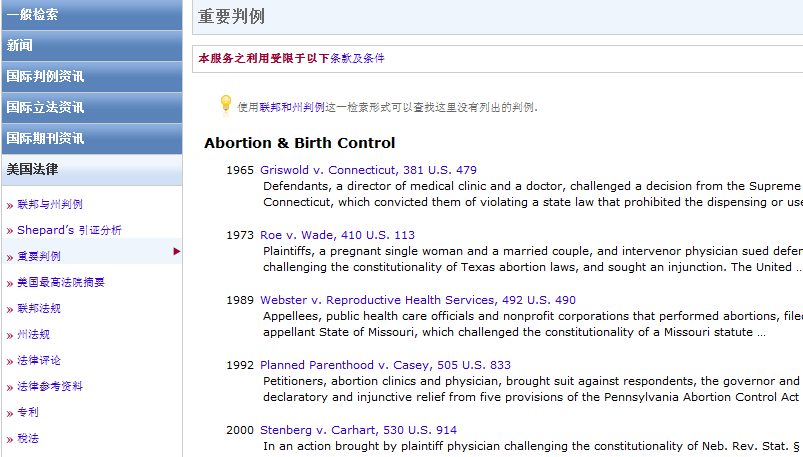 一般检索
新闻
国际判例资讯
国际立法资讯
国际期刊资讯
美国法律
» 联邦与州判例
» Shepard's 引证分析
» 重要判例
» 美国最高法院摘要
» 联邦法规
» 州法规
» 法律评论
» 法律参考资料
» 专利
» 税法
重要判例
本服务之利用受限于以下条款及条件
使用联邦和州判例这一检索形式可以查找这里没有列出的判例.
Abortion & Birth Control
1965 Griswold v. Connecticut, 381 U.S. 479
Defendants, a director of medical clinic and a doctor, challenged a decision from the Supreme
Connecticut, which convicted them of violating a state law that prohibited the dispensing or use
1973 Roe v. Wade, 410 U.S. 113
Plaintiffs, a pregnant single woman and a married couple, and intervenor physician sued defen
challenging the constitutionality of Texas abortion laws, and sought an injunction. The United ...
1989 Webster v. Reproductive Health Services, 492 U.S. 490
Appellees, public health care officials and nonprofit corporations that performed abortions, filed
appellant State of Missouri, which challenged the constitutionality of a Missouri statute ...
1992 Planned Parenthood v. Casey, 505 U.S. 833
Petitioners, abortion clinics and physician, brought suit against respondents, the governor and
declaratory and injunctive relief from five provisions of the Pennsylvania Abortion Control Act
2000 Stenberg v. Carhart, 530 U.S. 914
In an action brought by plaintiff physician challenging the constitutionality of Neb. Rev. Stat. §